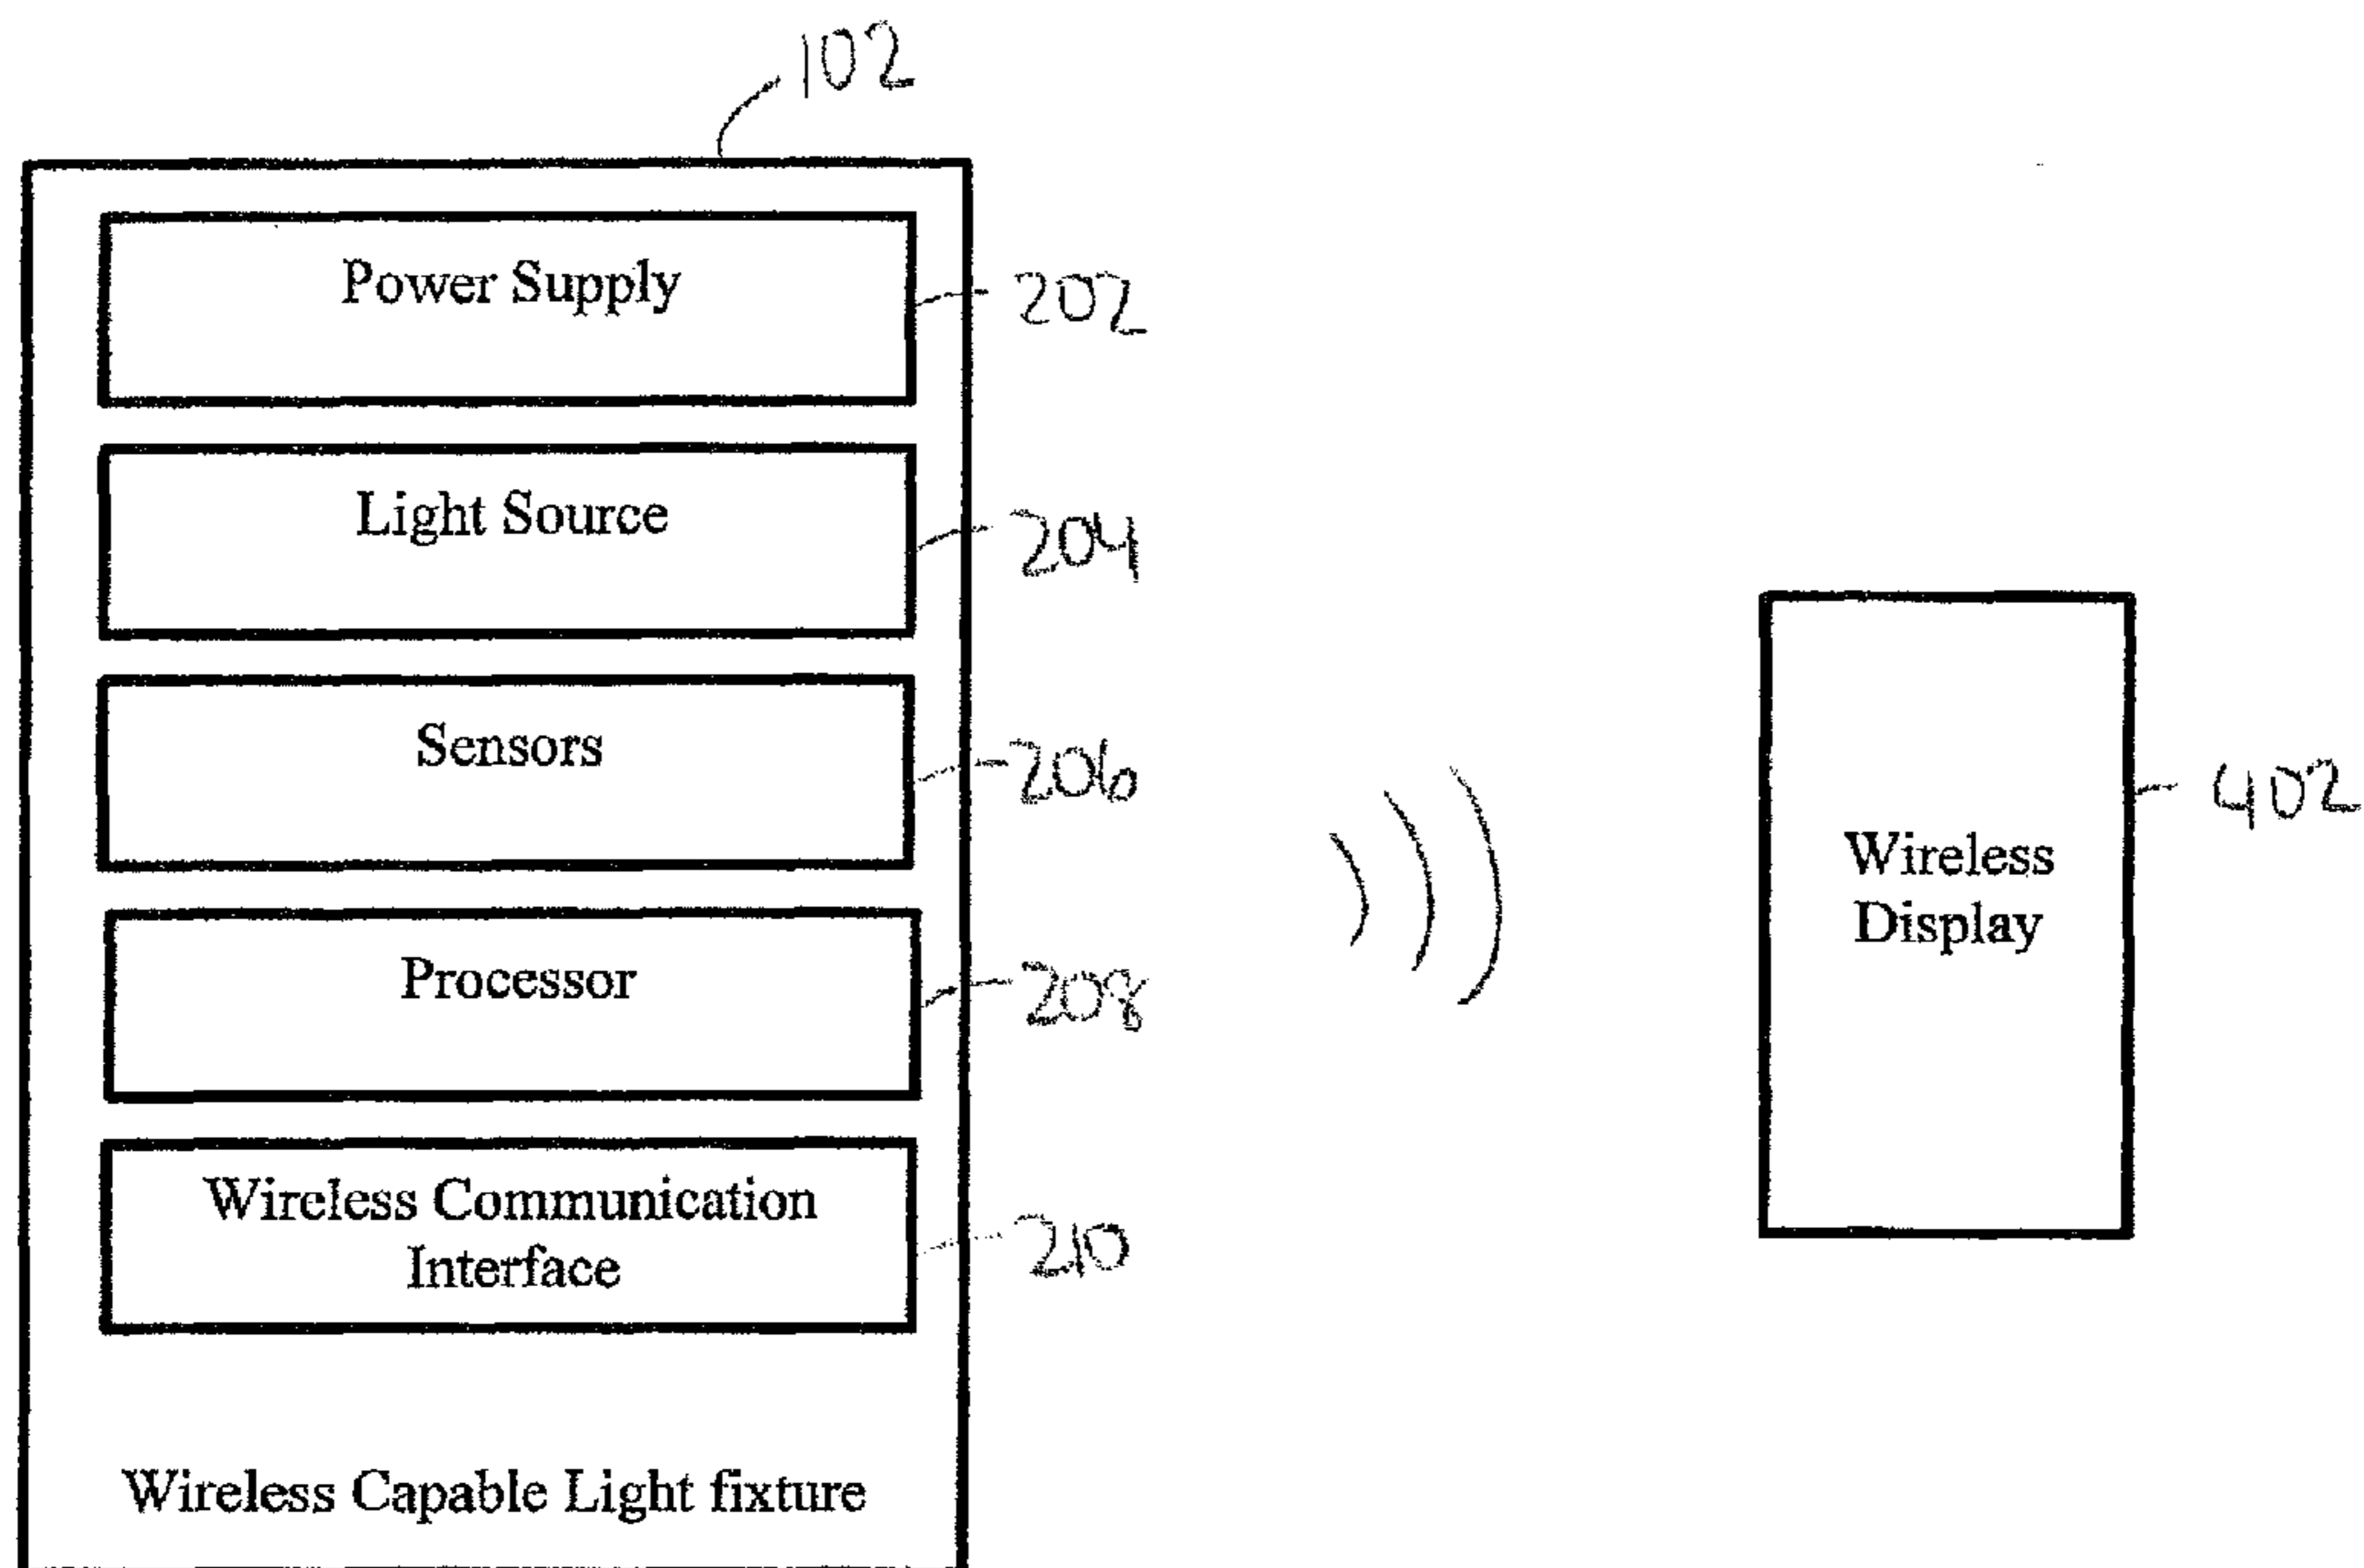 102
Power Supply
202
Light Source
204
Sensors
206
Processor
208
Wireless Communication
Interface
210
Wireless Capable Light fixture
Wireless
Display
402